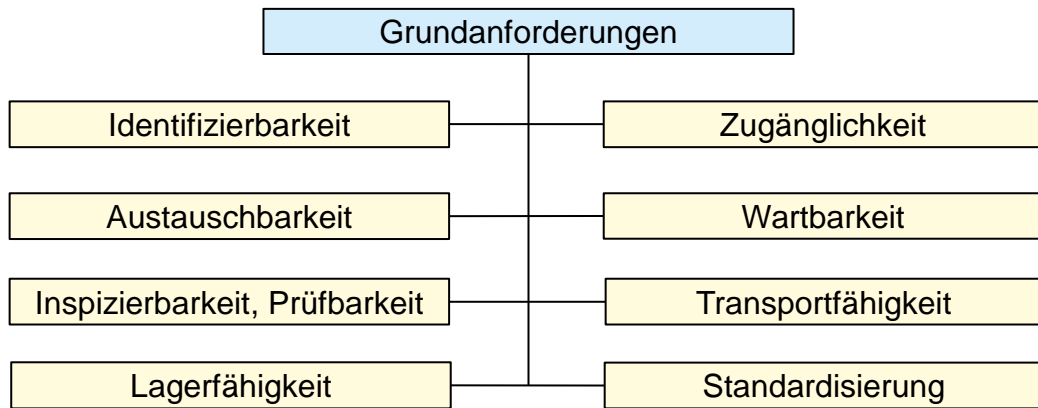 Grundanforderungen
Identifizierbarkeit
Zugänglichkeit
Austauschbarkeit
Wartbarkeit
Inspizierbarkeit, Prüfbarkeit
Transportfähigkeit
Lagerfähigkeit
Standardisierung